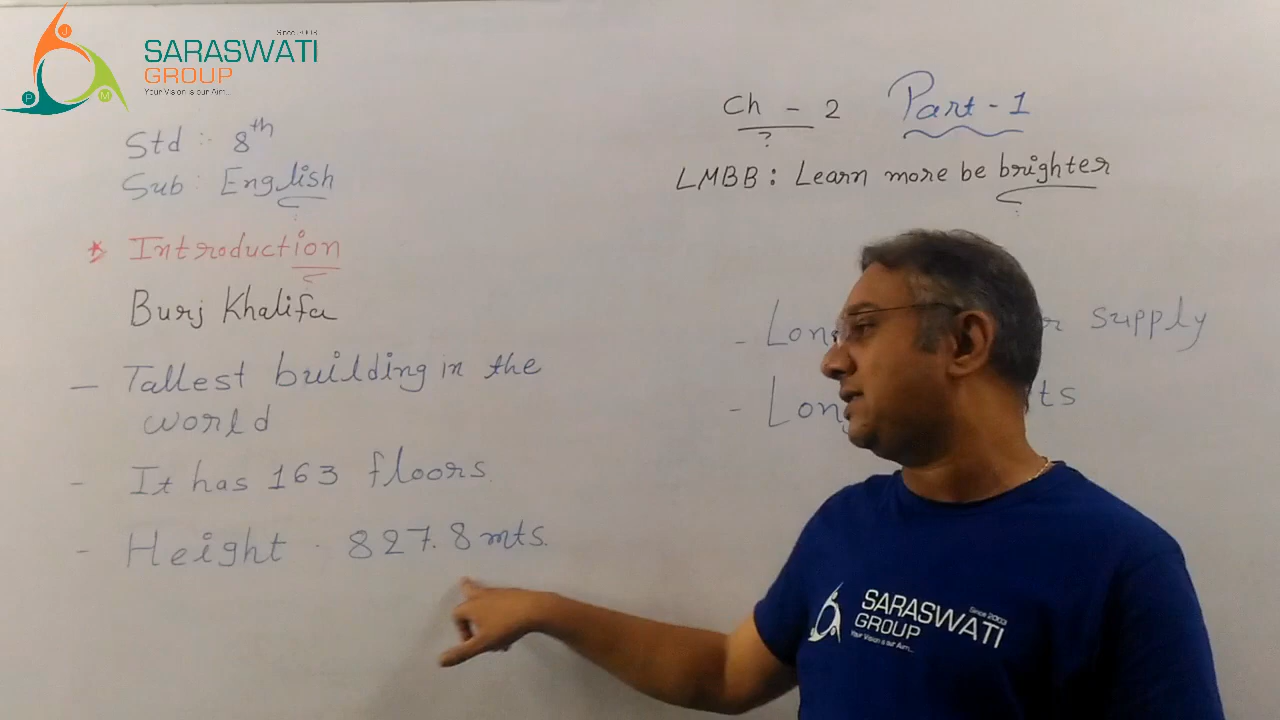 Since 2003
SARASWATI
GROUP
Your Vision is our Aim...
J
P
M
Std : 8th
Sub : English
* Introduction
Burj Khalifa
- Tallest building in the
world
- It has 163 floors.
- Height . 827.8 mts.
Ch - 2 Part - 1
LMBB : Learn more be brighter
- supply
-
Since 2003
SARASWATI
GROUP
Your Vision is our Aim...